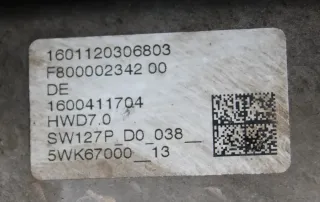 1601120306803
F800002342 00
DE
1600411704
HWD7.0
SW127P_D0_038__
5WK67000__13